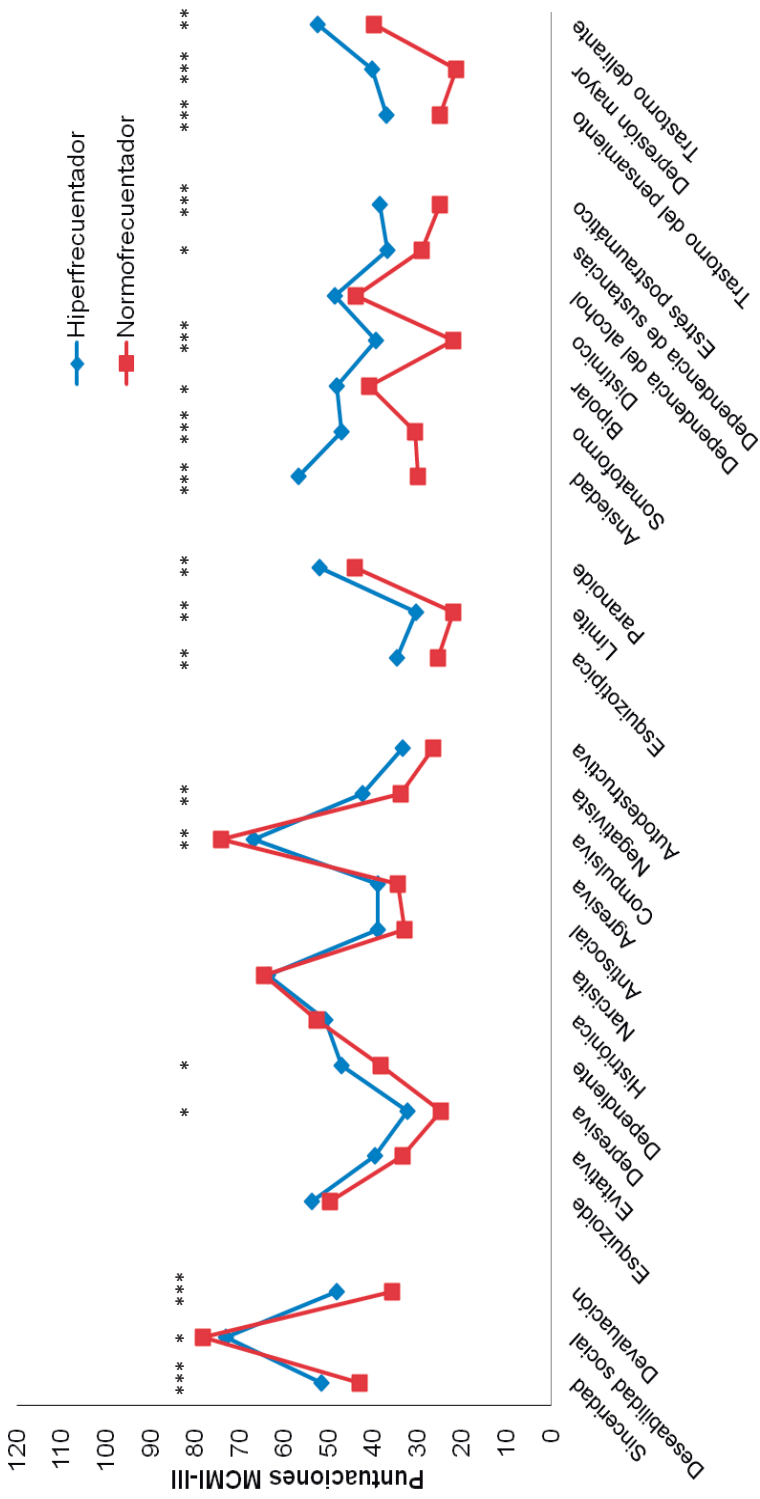 Hiperfrecuentador
Normofrecuentador
Puntuaciones MCMI-III
120
110
100
90
80
70
60
50
40
30
20
10
0
***
*
***
*
*
**
**
**
**
**
***
***
*
***
*
***
***
***
**
Sinceridad
Deseabilidad social
Devaluación
Esquizoide
Evitativa
Depresiva
Dependiente
Histriónica
Narcisita
Antisocial
Agresiva
Compulsiva
Negativista
Autodestructiva
Esquizotípica
Límite
Paranoide
Ansiedad
Somatoformo
Bipolar
Distímico
Dependencia del alcohol
Dependencia de sustancias
Estrés postraumático
Trastorno del pensamiento
Depresión mayor
Trastorno delirante